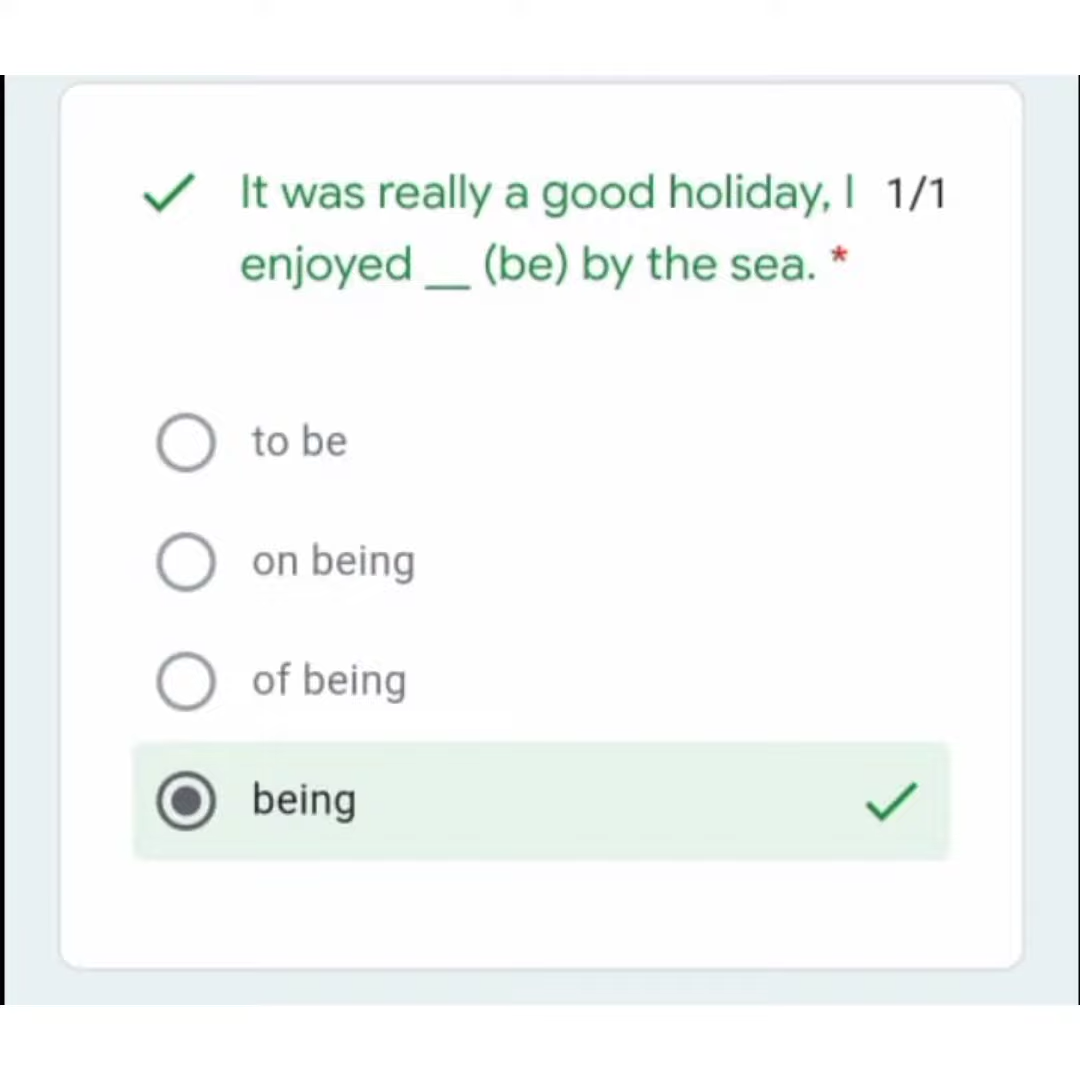 It was really a good holiday, I 1/1
enjoyed __ (be) by the sea. *
to be
on being
of being
being